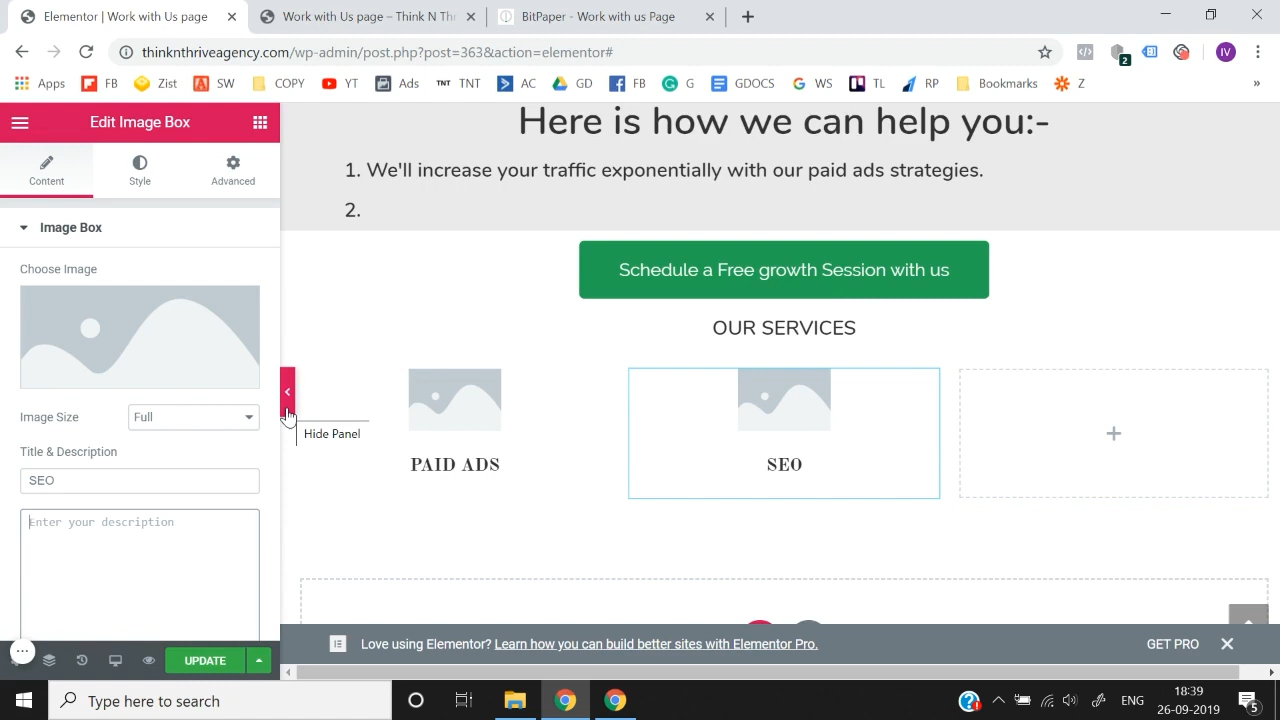 Elementor | Work with Us page
Work with Us page – Think N Thr
BitPaper - Work with us Page
thinknthriveagency.com/wp-admin/post.php?post=363&action=elementor#
2
IV
Apps
FB
Zist
SW
COPY
YT
Ads
TNT TNT
AC
GD
FB
G
GDOCS
WS
TL
RP
Bookmarks
Z
»
Edit Image Box
Content
Style
Advanced
Image Box
Choose Image
Image Size
Full
Title & Description
SEO
Enter your description
UPDATE
Hide Panel
Here is how we can help you:-
1. We'll increase your traffic exponentially with our paid ads strategies.
2.
Schedule a Free growth Session with us
OUR SERVICES
PAID ADS
SEO
Love using Elementor? Learn how you can build better sites with Elementor Pro.
GET PRO
Type here to search
ENG
18:39
26-09-2019
5